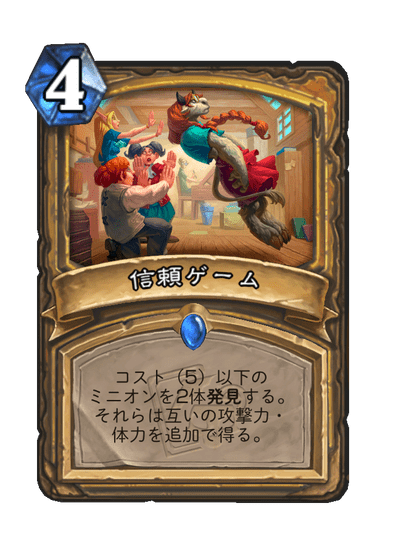 4
信頼ゲーム
コスト（5）以下の
ミニオンを2体発見する。
それらは互いの攻撃力・
体力を追加で得る。